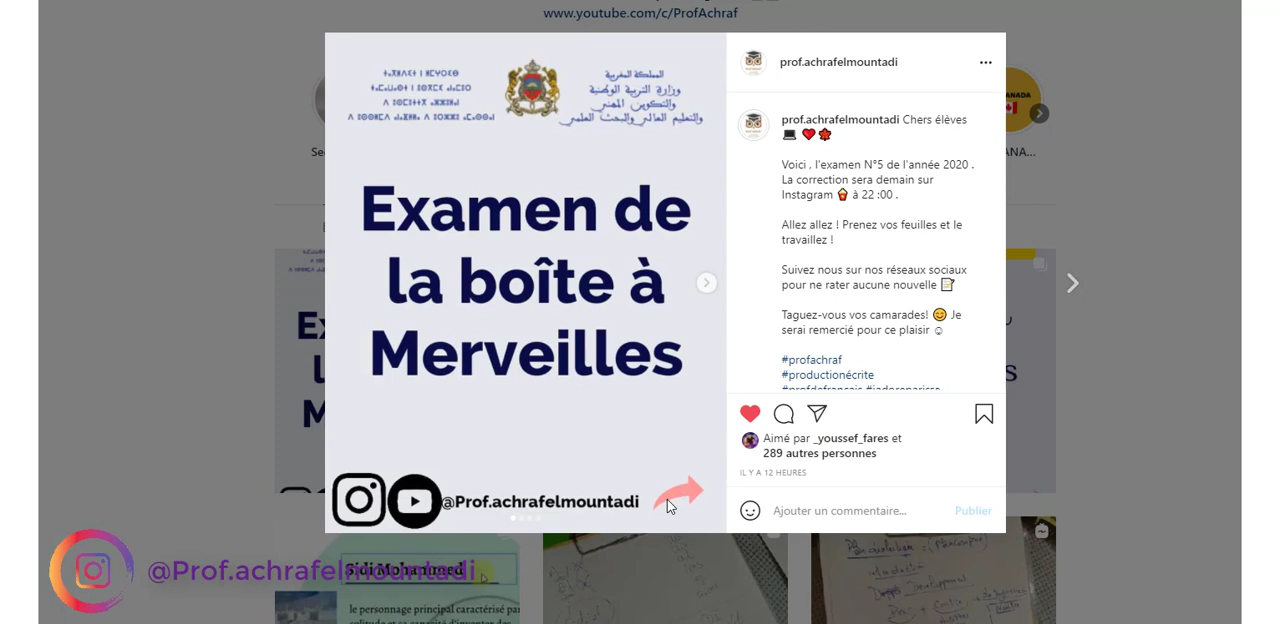 www.youtube.com/c/ProfAchraf
المملكة المغربية
وزارة التربية الوطنية
والتكوين المهني
والتعليم العالي والبحث العلمي
Examen de
la boîte à
Merveilles
@Prof.achrafelmountadi
prof.achrafelmountadi
prof.achrafelmountadi Chers élèves
💻 ❤️🍁
Voici , l'examen N°5 de l'année 2020 .
La correction sera demain sur
Instagram 🍿 à 22 :00 .
Allez allez ! Prenez vos feuilles et le
travaillez !
Suivez nous sur nos réseaux sociaux
pour ne rater aucune nouvelle 📝
Taguez-vous vos camarades! 😊 Je
serai remercié pour ce plaisir ☺
#profachraf
#productionécrite
#profdefrançais #jadoreparisse
Aimé par _youssef_fares et
289 autres personnes
IL Y A 12 HEURES
Ajouter un commentaire...
Publier
@Prof.achrafelmountadi
Sidi Mohammed
le personnage principal caractérisé par